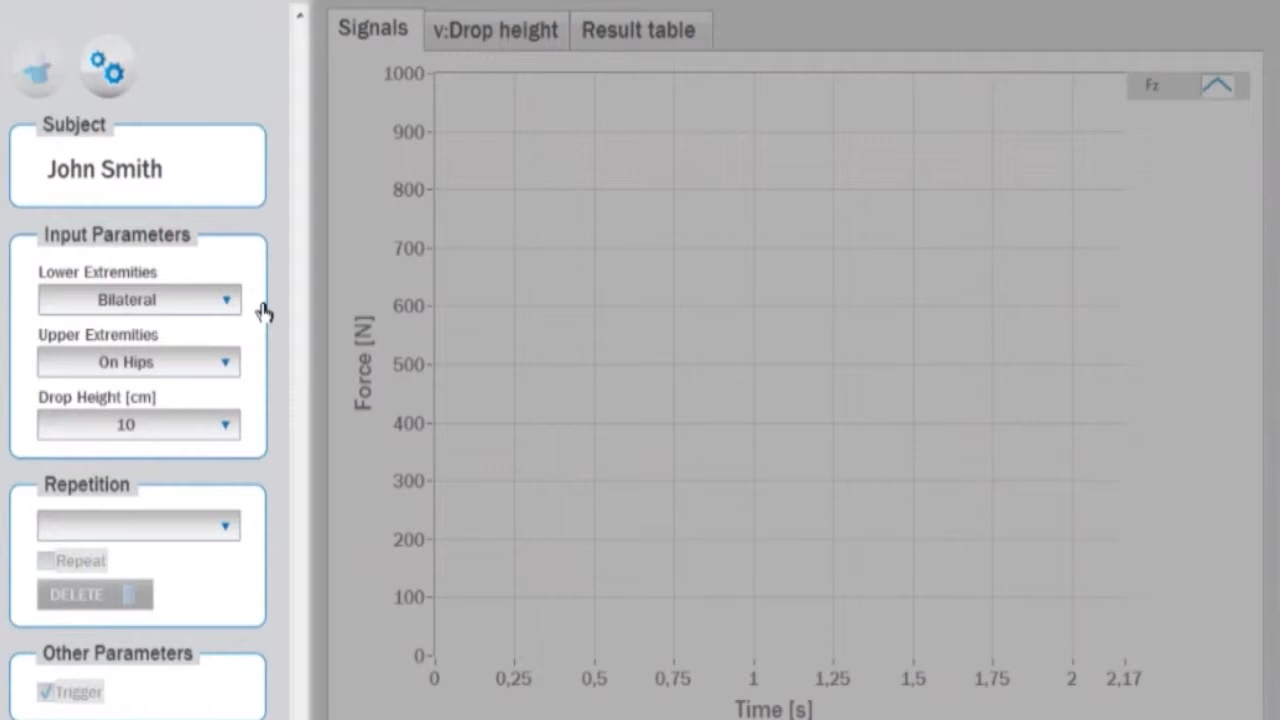 Subject
John Smith
Input Parameters
Lower Extremities
Bilateral
Upper Extremities
On Hips
Drop Height [cm]
10
Repetition
Repeat
DELETE
Other Parameters
Trigger
Signals
v:Drop height
Result table
Fz
Force [N]
1000
900
800
700
600
500
400
300
200
100
0
0 0,25 0,5 0,75 1 1,25 1,5 1,75 2 2,17
Time [s]